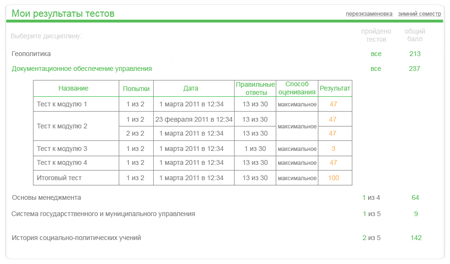 Мои результаты тестов переэкзаменовка зимний семестр
Выберите дисциплину: пройдено тестов общий балл
Геополитика все 213
Документационное обеспечение управления все 237
Название Попытки Дата Правильные ответы Способ оценивания Результат
Тест к модулю 1 1 из 2 1 марта 2011 в 12:34 13 из 30 максимальное 47
Тест к модулю 2 1 из 2 23 февраля 2011 в 12:34 13 из 30 максимальное 47
2 из 2 1 марта 2011 в 12:34 13 из 30 47
Тест к модулю 3 1 из 2 1 марта 2011 в 12:34 1 из 30 максимальное 3
Тест к модулю 4 1 из 2 1 марта 2011 в 12:34 13 из 30 максимальное 47
Итоговый тест 1 из 2 1 марта 2011 в 12:34 13 из 30 максимальное 100
Основы менеджмента 1 из 4 64
Система государсттвенного и муниципального управления 1 из 5 9
История социально-политических учений 2 из 5 142